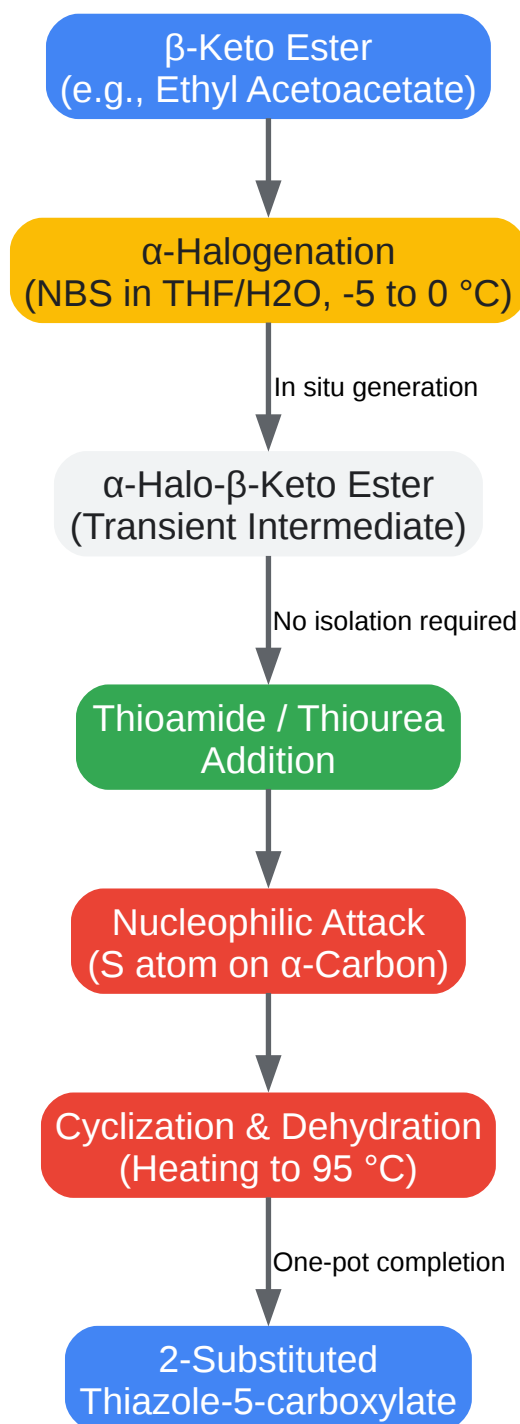 β-Keto Ester
(e.g., Ethyl Acetoacetate)
α-Halogenation
(NBS in THF/H2O, -5 to 0 °C)
In situ generation
α-Halo-β-Keto Ester
(Transient Intermediate)
No isolation required
Thioamide / Thiourea
Addition
Nucleophilic Attack
(S atom on α-Carbon)
Cyclization & Dehydration
(Heating to 95 °C)
One-pot completion
2-Substituted
Thiazole-5-carboxylate